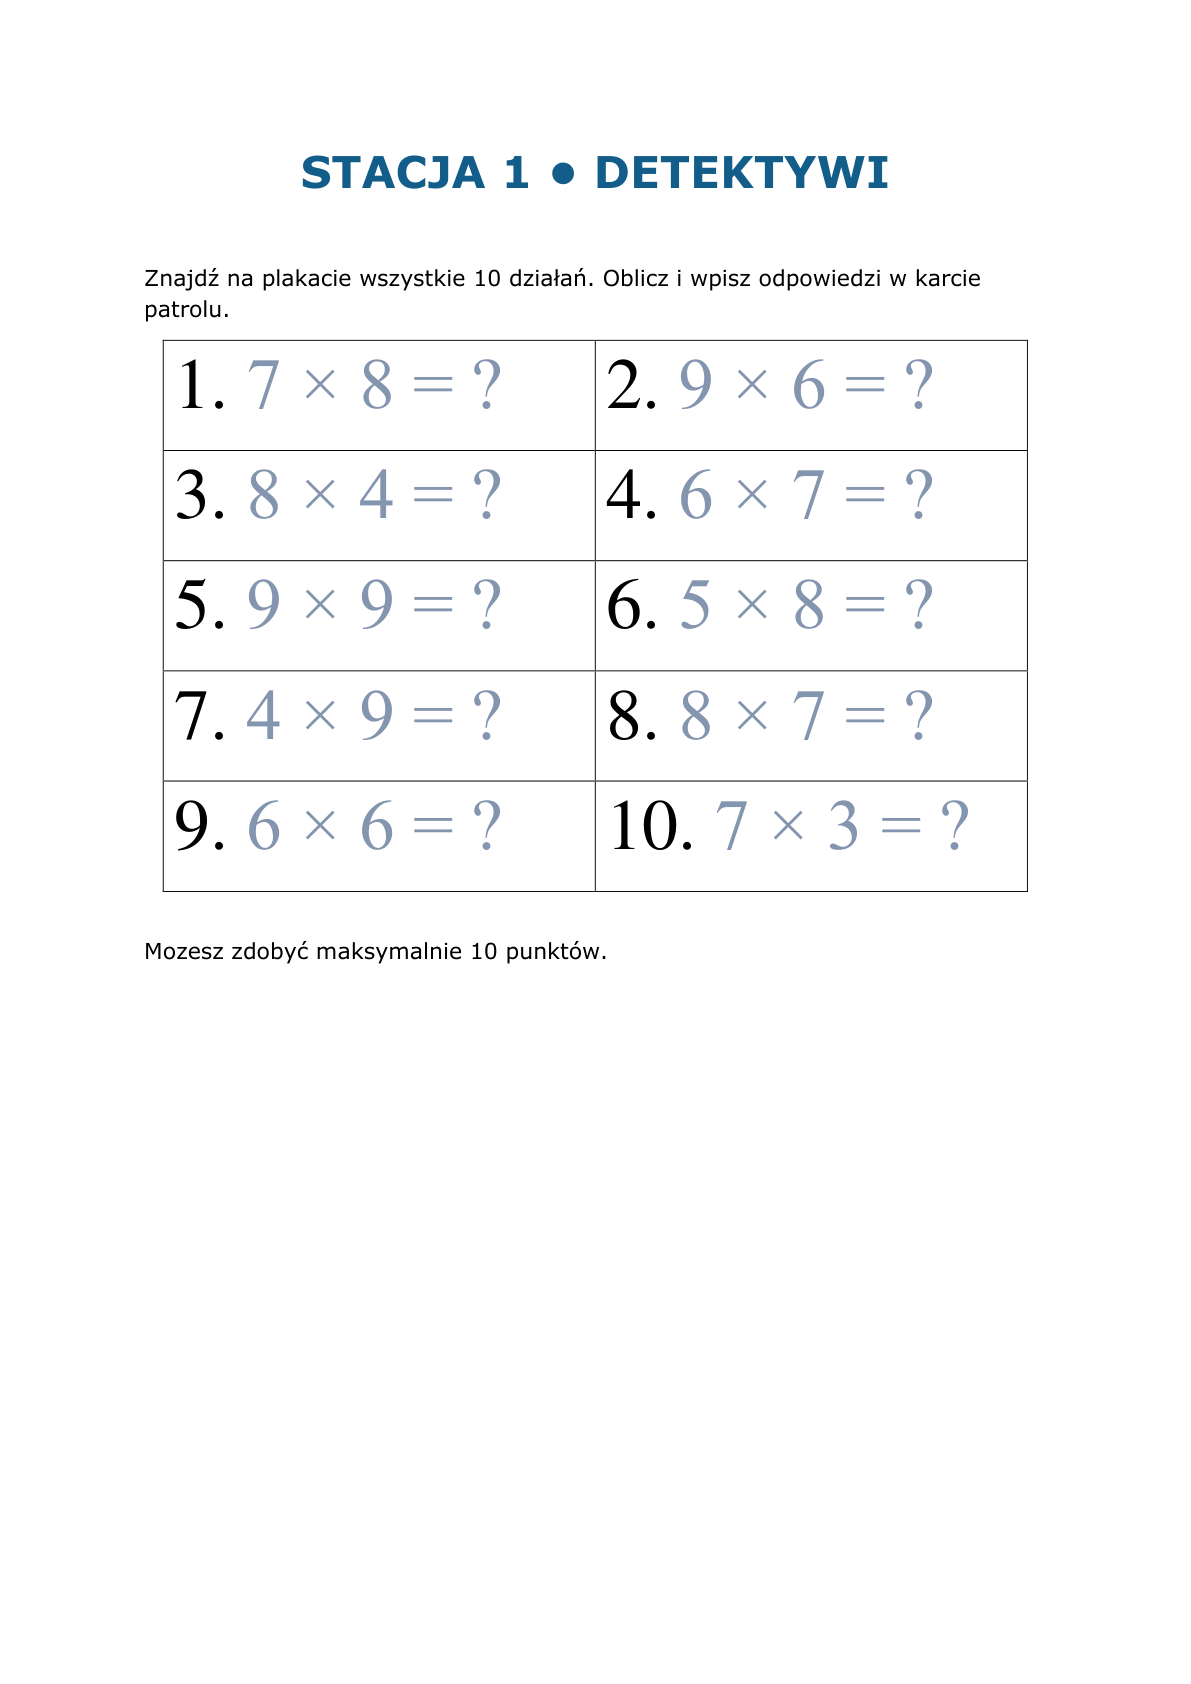 STACJA 1 ● DETEKTYWI
Znajdź na plakacie wszystkie 10 działań. Oblicz i wpisz odpowiedzi w karcie
patrolu.
1. 7 × 8 = ?
2. 9 × 6 = ?
3. 8 × 4 = ?
4. 6 × 7 = ?
5. 9 × 9 = ?
6. 5 × 8 = ?
7. 4 × 9 = ?
8. 8 × 7 = ?
9. 6 × 6 = ?
10. 7 × 3 = ?
Mozesz zdobyć maksymalnie 10 punktów.